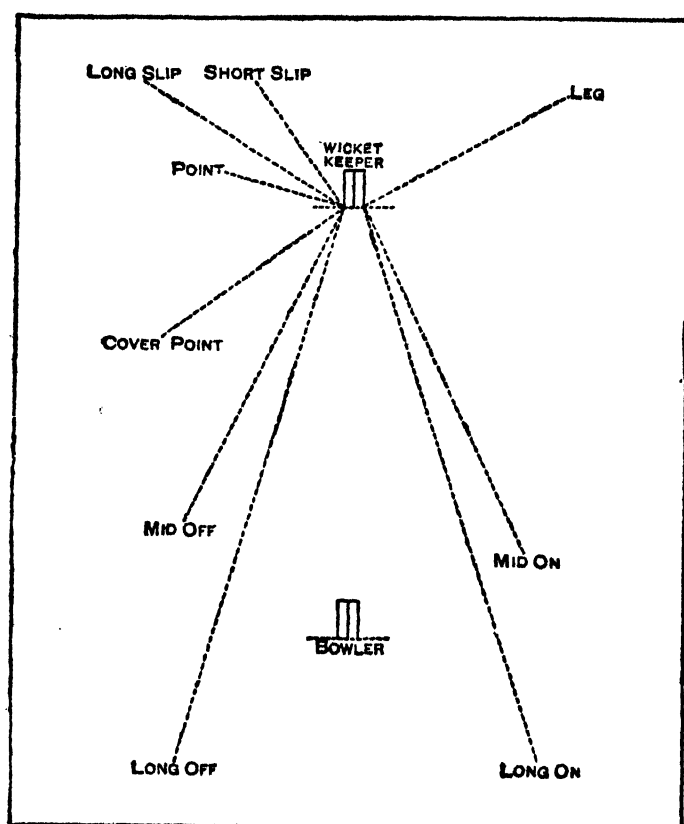 LONG SLIP
SHORT SLIP
LEG
WICKET
KEEPER
POINT
COVER POINT
MID OFF
MID ON
BOWLER
LONG OFF
LONG ON